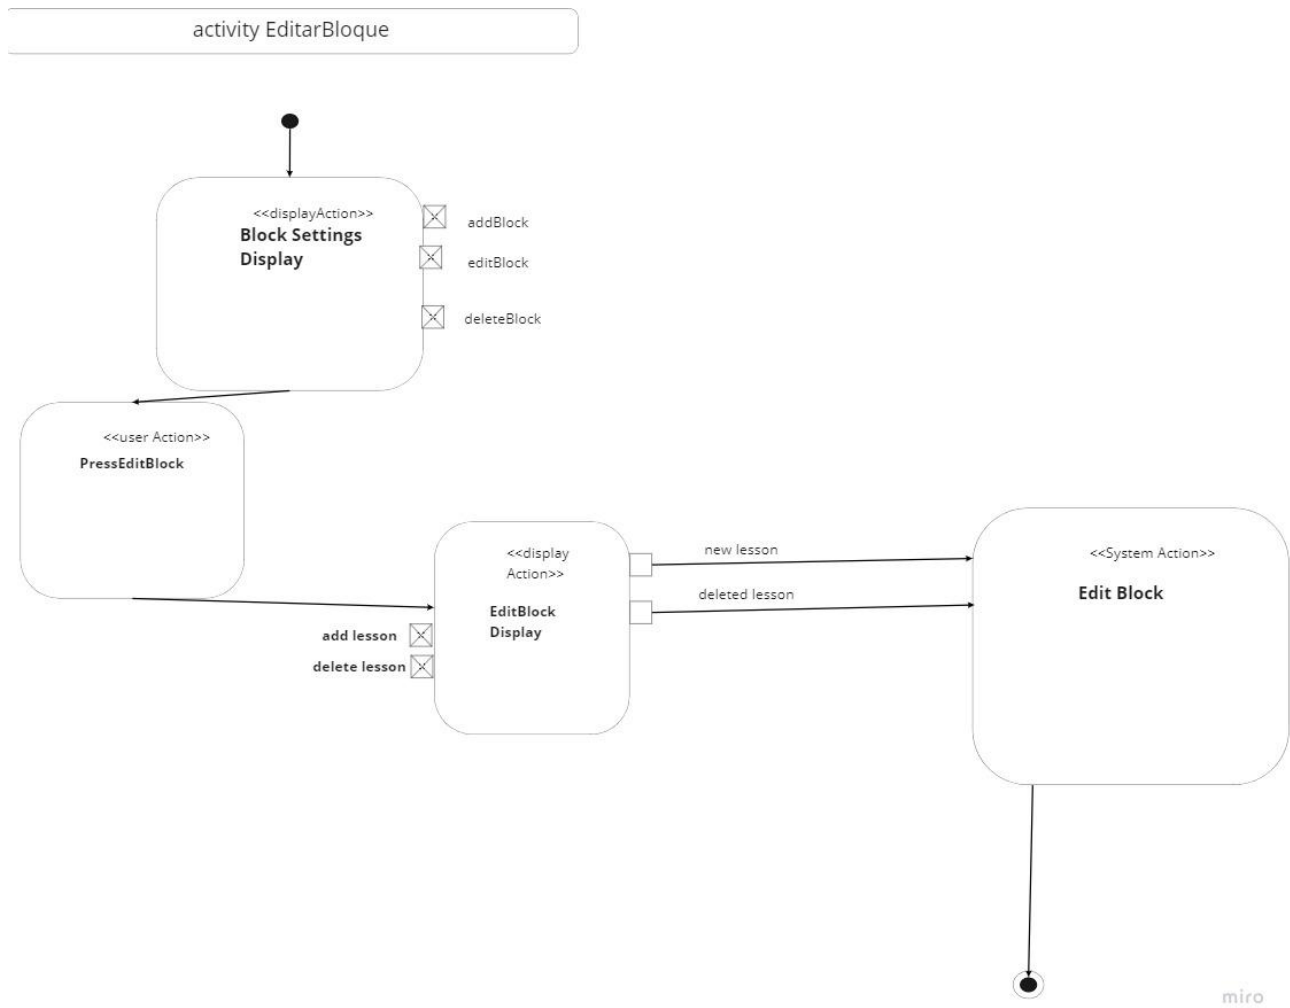 activity EditarBloque
<<displayAction>>
Block Settings
Display
addBlock
editBlock
deleteBlock
<<user Action>>
PressEditBlock
<<display
Action>>
EditBlock
Display
add lesson
delete lesson
new lesson
deleted lesson
<<System Action>>
Edit Block
miro